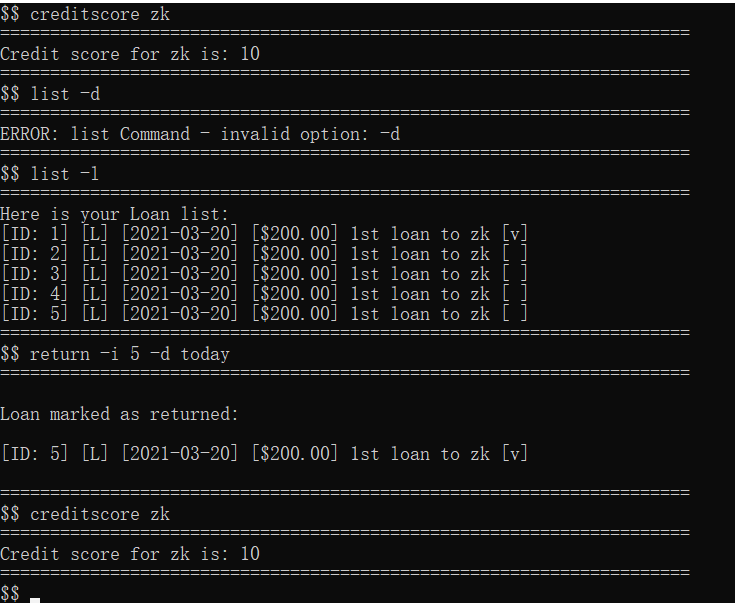 $$ creditscore zk
=====================================================================
Credit score for zk is: 10
=====================================================================
$$ list -d
=====================================================================
ERROR: list Command - invalid option: -d
=====================================================================
$$ list -l
=====================================================================
Here is your Loan list:
[ID: 1] [L] [2021-03-20] [$200.00] 1st loan to zk [v]
[ID: 2] [L] [2021-03-20] [$200.00] 1st loan to zk [ ]
[ID: 3] [L] [2021-03-20] [$200.00] 1st loan to zk [ ]
[ID: 4] [L] [2021-03-20] [$200.00] 1st loan to zk [ ]
[ID: 5] [L] [2021-03-20] [$200.00] 1st loan to zk [ ]
=====================================================================
$$ return -i 5 -d today
=====================================================================
Loan marked as returned:
[ID: 5] [L] [2021-03-20] [$200.00] 1st loan to zk [v]
=====================================================================
$$ creditscore zk
=====================================================================
Credit score for zk is: 10
=====================================================================
$$